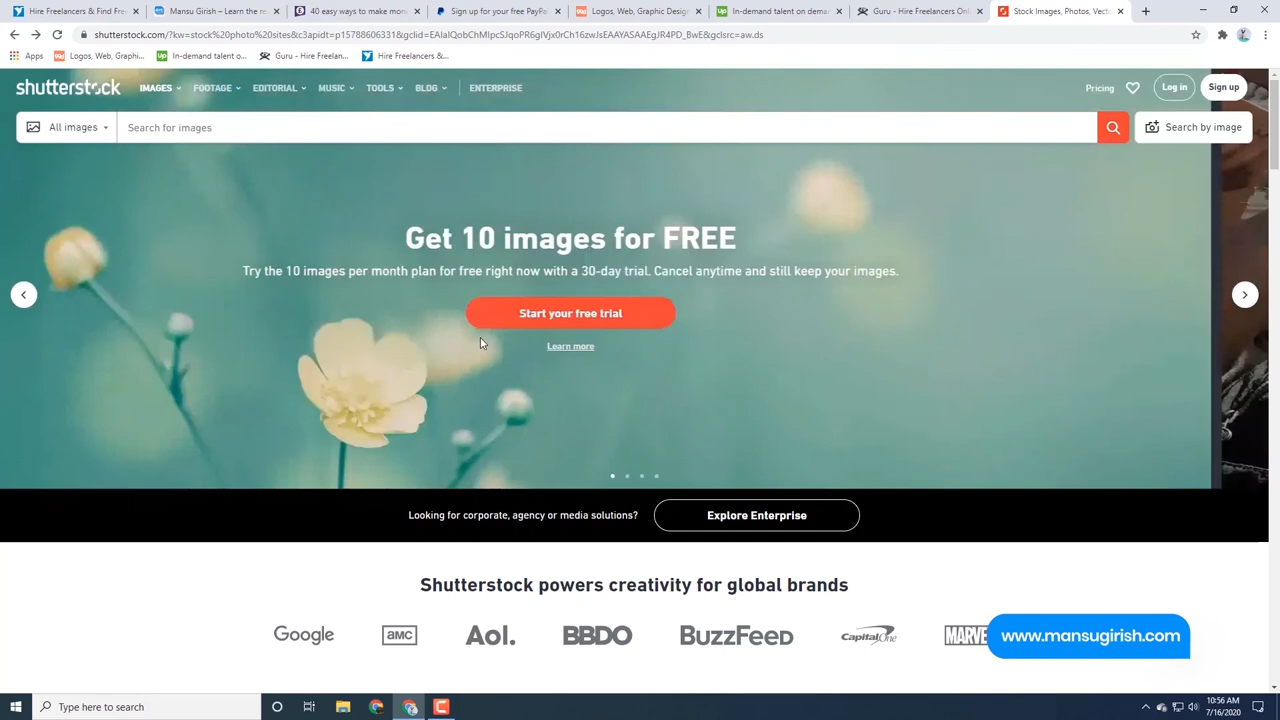 Hire Freelancers & Find Fre
Mansu Girish – Learn the re
40 easy ways to make mon
Sign up for your free PayPa
Logos, Web, Graphic Design
In-demand talent on deman
Guru - Hire Freelancers Onl
Stock Images, Photos, Vect
shutterstock.com/?kw=stock%20photo%20sites&c3apidt=p15788606331&gclid=EAIaIQobChMIpcSJqoPR6gIVjx0rCh16zwJsEAAYASAAEgJR4PD_BwE&gclsrc=aw.ds
Apps
Logos, Web, Graphi...
In-demand talent o...
Guru - Hire Freelan...
Hire Freelancers &...
shutterstock
IMAGES
FOOTAGE
EDITORIAL
MUSIC
TOOLS
BLOG
ENTERPRISE
Pricing
Log in
Sign up
All images
Search for images
Search by image
Get 10 images for FREE
Try the 10 images per month plan for free right now with a 30-day trial. Cancel anytime and still keep your images.
Start your free trial
Learn more
Looking for corporate, agency or media solutions?
Explore Enterprise
Shutterstock powers creativity for global brands
Google
AMC
Aol.
BBDO
BuzzFeed
Capital One
MARVE
www.mansugirish.com
Type here to search
10:56 AM
7/16/2020